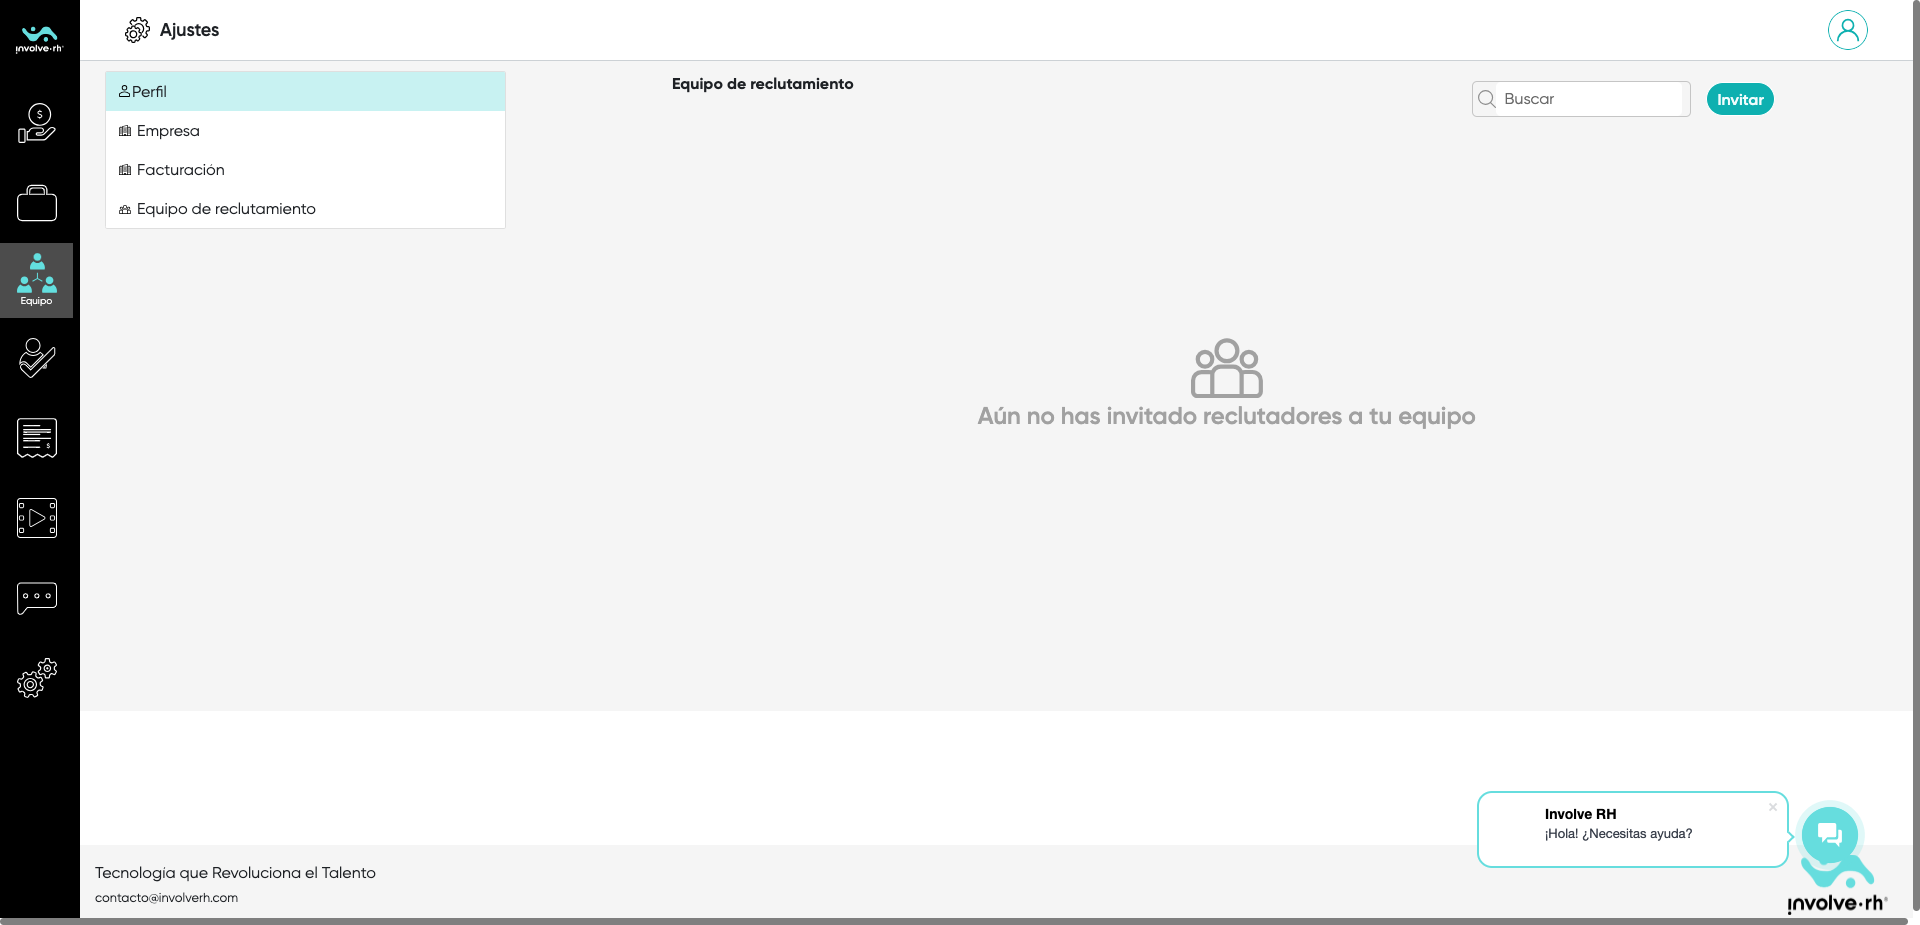 involve·rh®
Ajustes
Perfil
Empresa
Facturación
Equipo de reclutamiento
Equipo de reclutamiento
Buscar
Invitar
$
Equipo
$
Aún no has invitado reclutadores a tu equipo
Involve RH
×
¡Hola! ¿Necesitas ayuda?
Tecnología que Revoluciona el Talento
contacto@involverh.com
involve·rh®